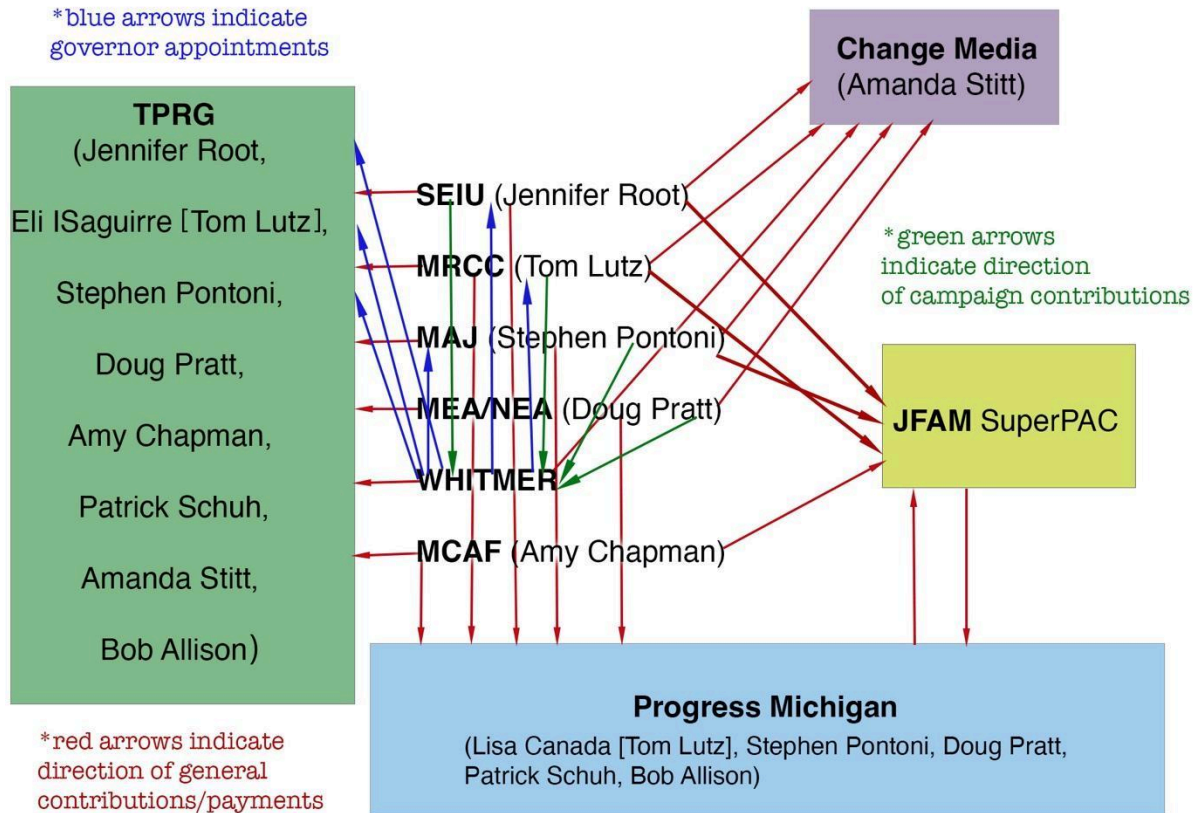 *blue arrows indicate
governor appointments
TPRG
(Jennifer Root,
Eli ISaguirre [Tom Lutz],
Stephen Pontoni,
Doug Pratt,
Amy Chapman,
Patrick Schuh,
Amanda Stitt,
Bob Allison)
*red arrows indicate
direction of general
contributions/payments
SEIU (Jennifer Root)
MRCC (Tom Lutz)
MAJ (Stephen Pontoni)
MEA/NEA (Doug Pratt)
WHITMER
MCAF (Amy Chapman)
Change Media
(Amanda Stitt)
*green arrows
indicate direction
of campaign contributions
JFAM SuperPAC
Progress Michigan
(Lisa Canada [Tom Lutz], Stephen Pontoni, Doug Pratt,
Patrick Schuh, Bob Allison)